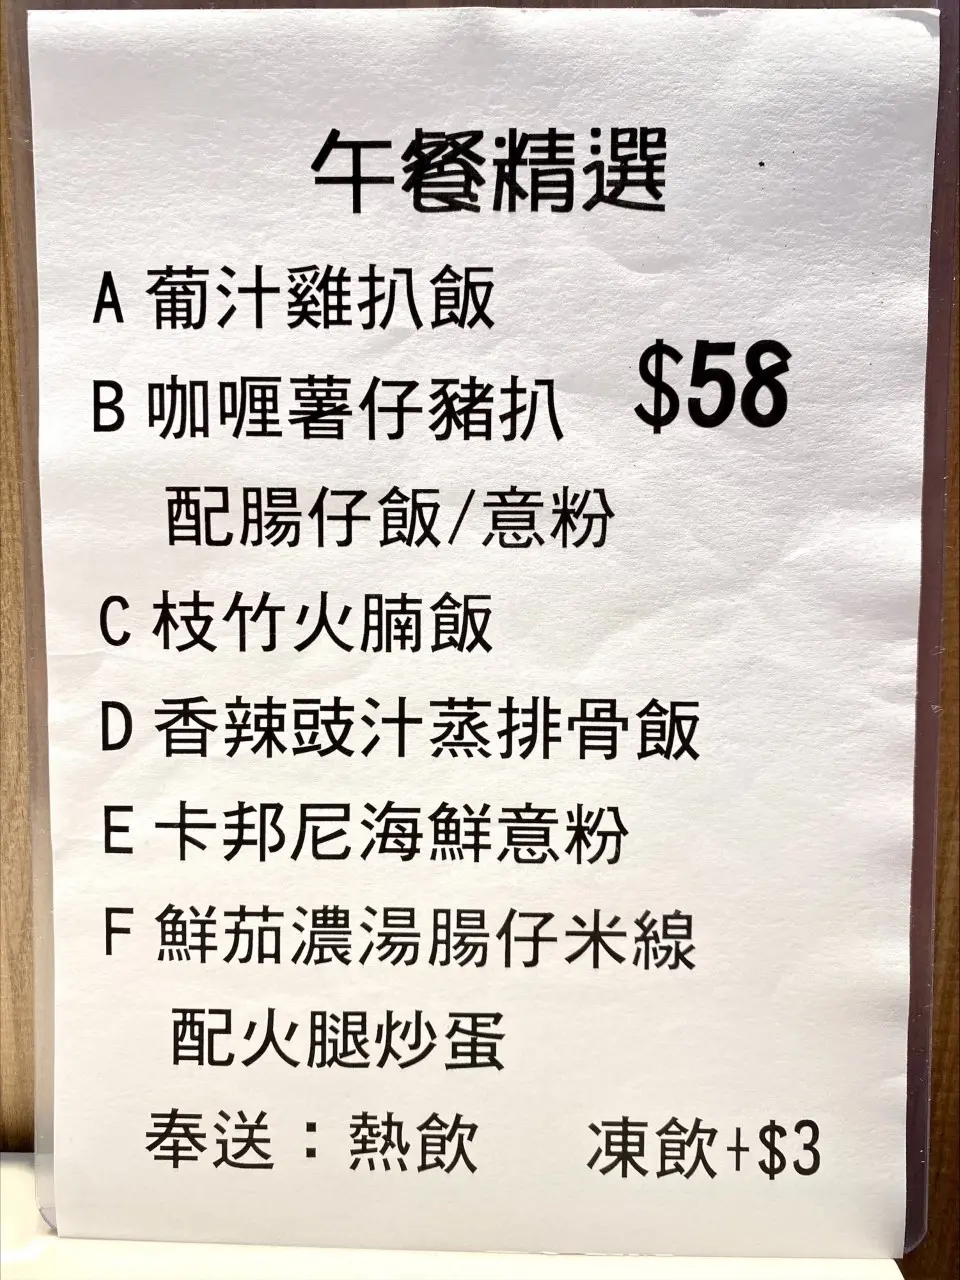 午餐精選
A 葡汁雞扒飯
$58
B 咖喱薯仔豬扒
配腸仔飯/意粉
C 枝竹火腩飯
D 香辣豉汁蒸排骨飯
E 卡邦尼海鮮意粉
F 鮮茄濃湯腸仔米線
配火腿炒蛋
奉送：熱飲 凍飲+$3